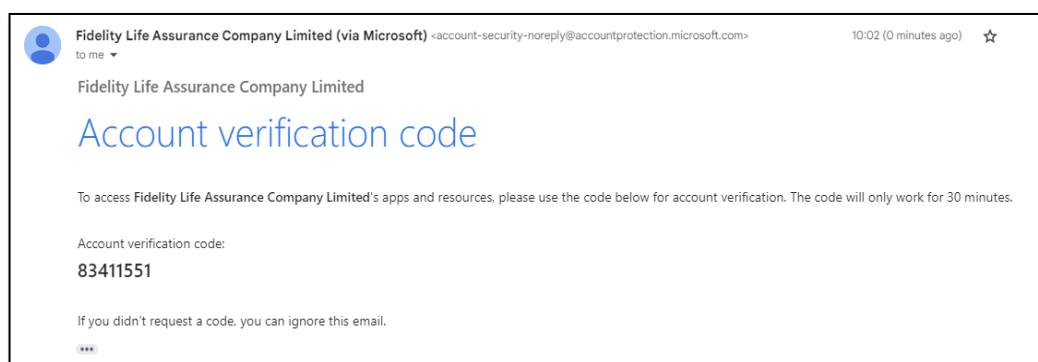 Fidelity Life Assurance Company Limited (via Microsoft) <account-security-noreply@accountprotection.microsoft.com> 10:02 (0 minutes ago)
to me
Fidelity Life Assurance Company Limited
Account verification code
To access Fidelity Life Assurance Company Limited's apps and resources, please use the code below for account verification. The code will only work for 30 minutes.
Account verification code:
83411551
If you didn't request a code, you can ignore this email.